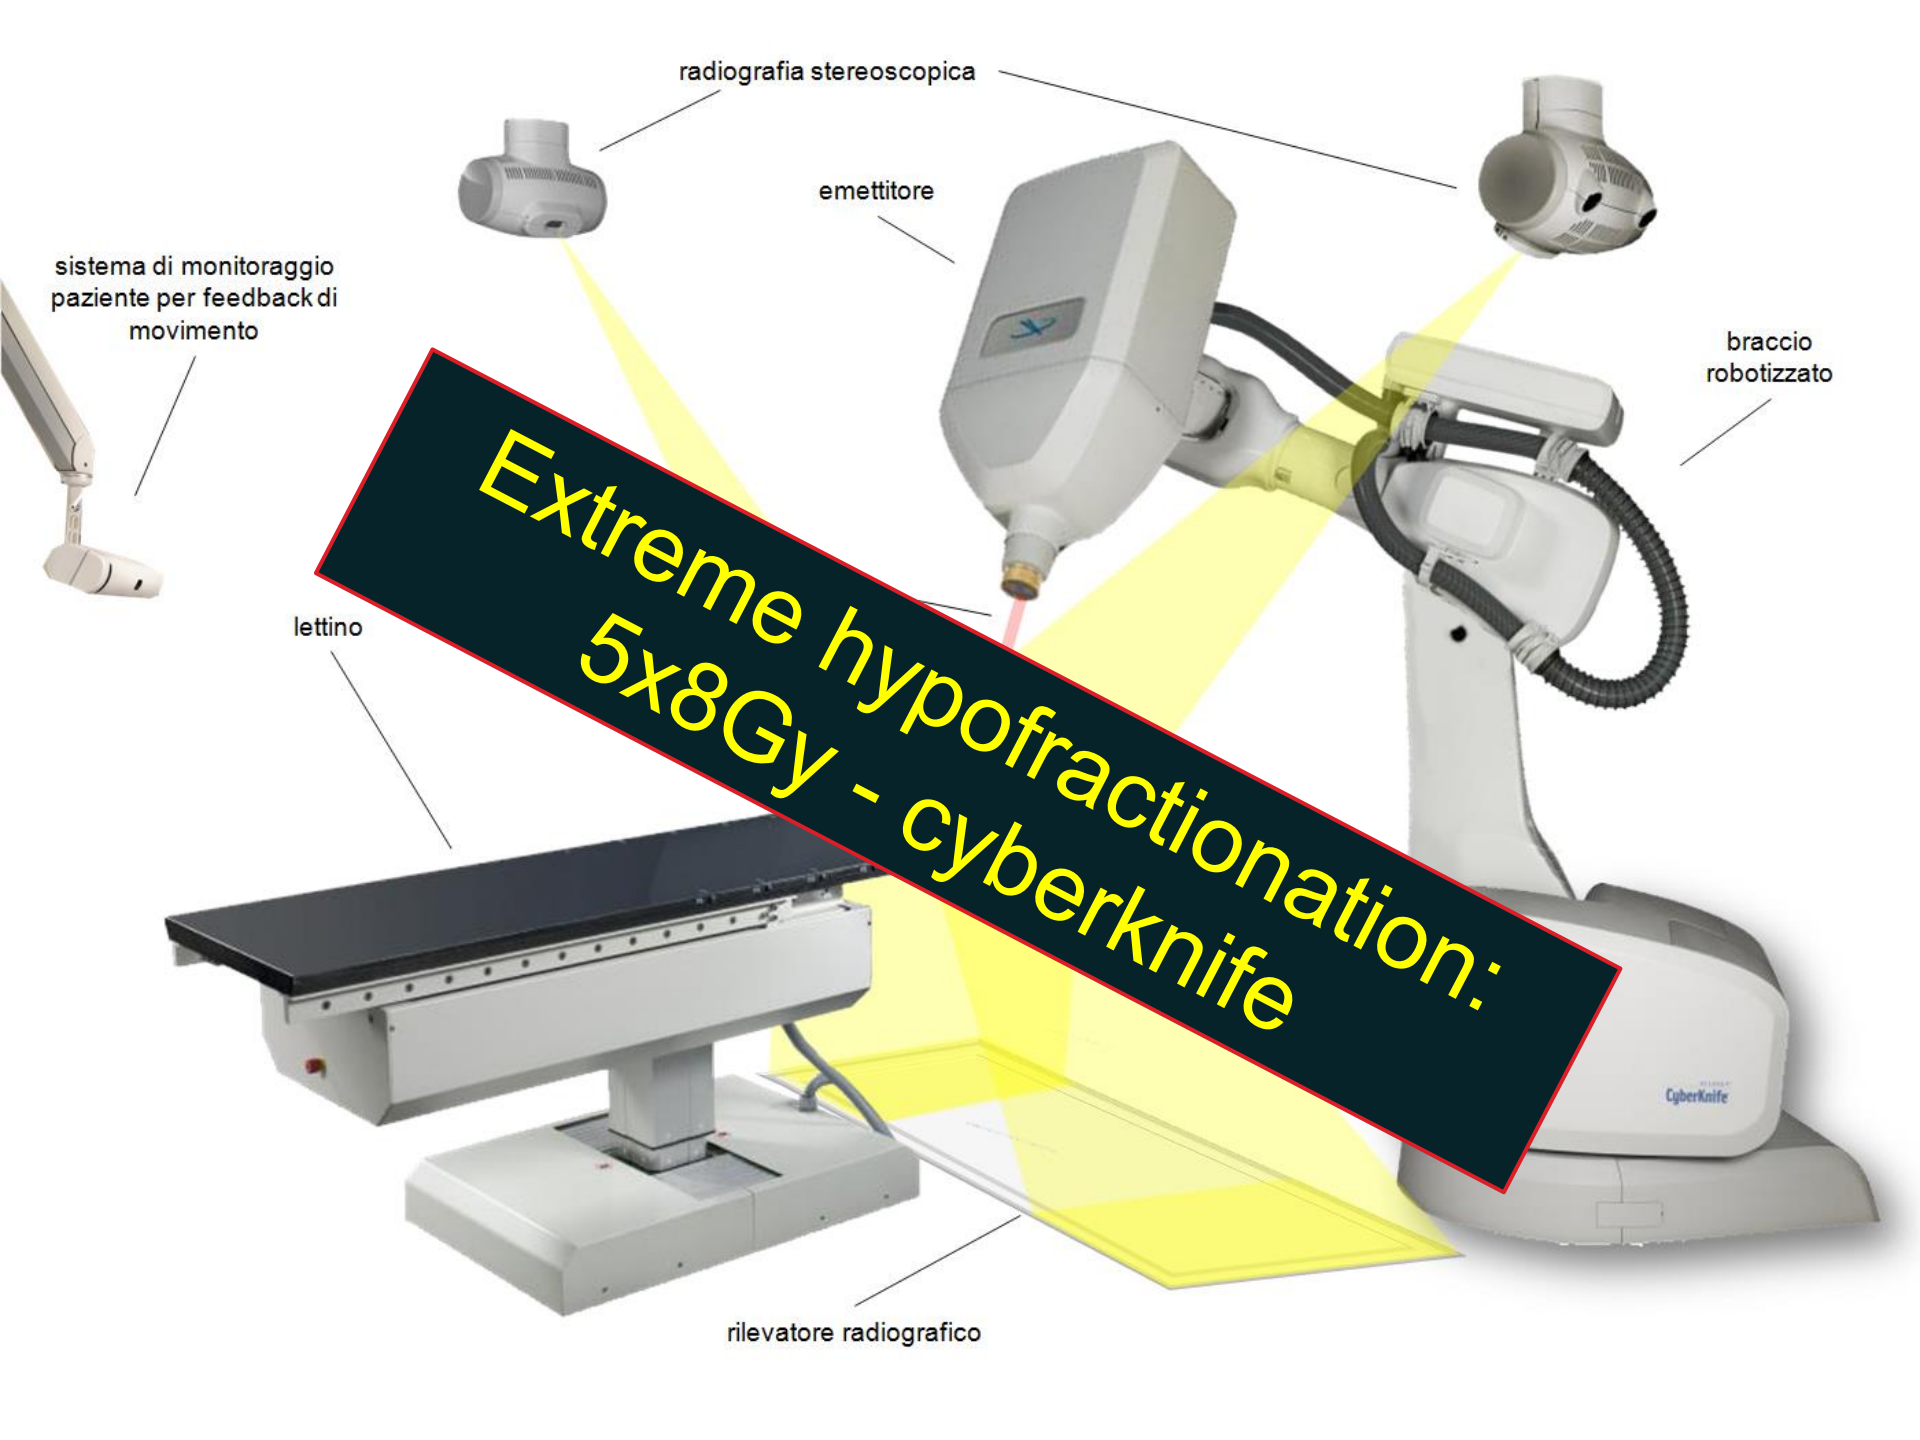 radiografia stereoscopica
emettitore
sistema di monitoraggio
paziente per feedback di
movimento
braccio
robotizzato
Extreme hypofractionation:
5x8Gy - cyberknife
lettino
CyberKnife
rilevatore radiografico